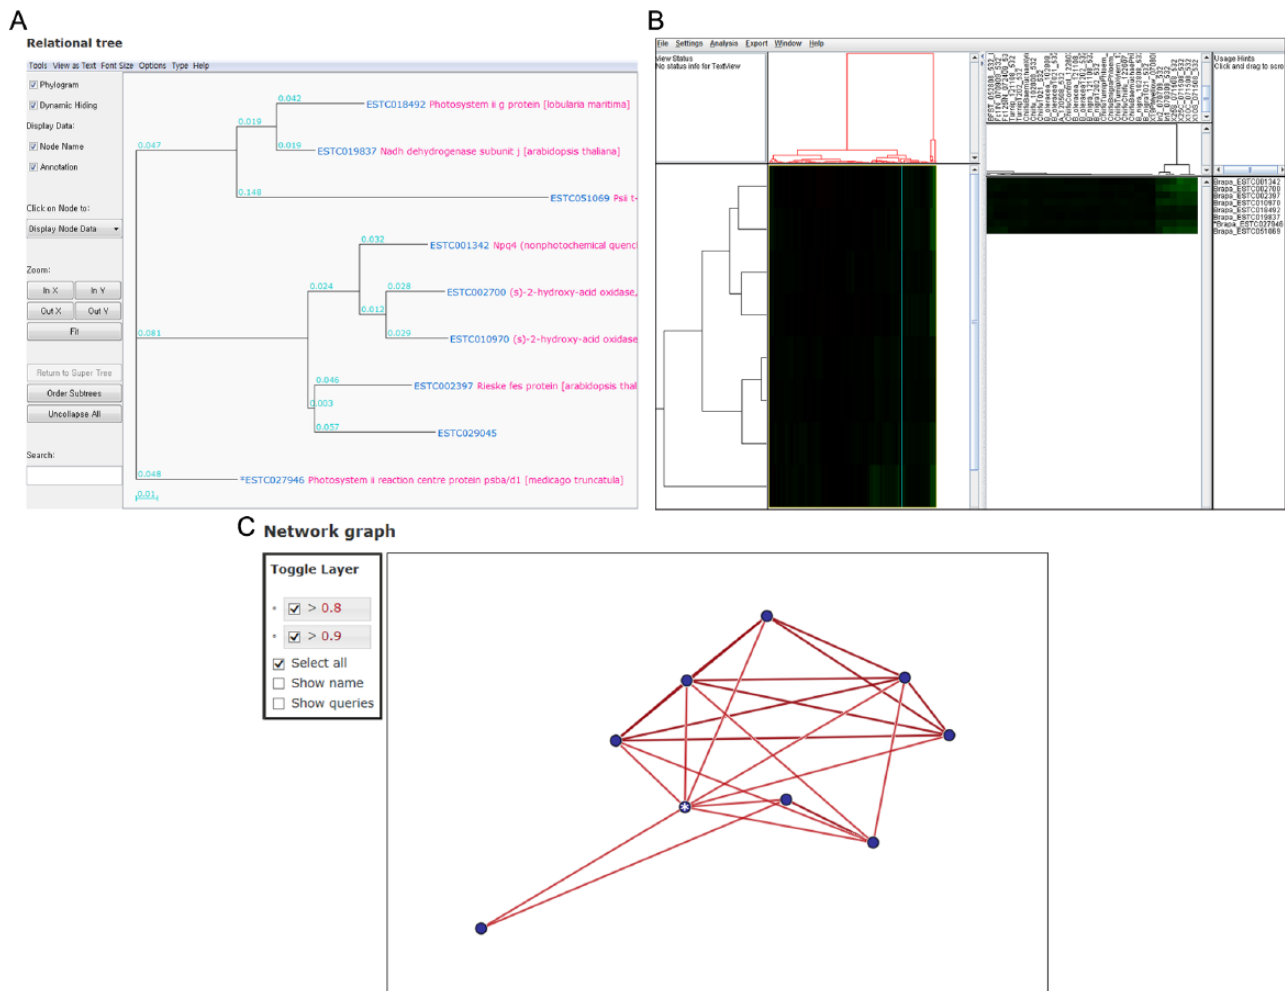 A
Relational tree
Tools View as Text Font Size Options Type Help
Phylogram
Dynamic Hiding
Display Data:
Node Name
Annotation
Click on Node to:
Display Node Data
Zoom:
In X In Y
Out X Out Y
Fit
Return to Super Tree
Order Subtrees
Uncollapse All
Search:
0.042
ESTC018492 Photosystem ii g protein [lobularia maritima]
0.019
0.019
ESTC019837 Nadh dehydrogenase subunit j [arabidopsis thaliana]
0.047
0.148
ESTC051069 Psii t-
0.032
ESTC001342 Npq4 (nonphotochemical quenc
0.024
0.028
ESTC002700 (s)-2-hydroxy-acid oxidase,
0.012
0.029
ESTC010970 (s)-2-hydroxy-acid oxidase
0.081
0.046
ESTC002397 Rieske fes protein [arabidopsis thal
0.003
0.057
ESTC029045
0.048
*ESTC027946 Photosystem ii reaction centre protein psba/d1 [medicago truncatula]
0.01
B
File Settings Analysis Export Window Help
View Status
No status info for TextView
Usage Hints
Click and drag to scro
Brapa_ESTC001342
Brapa_ESTC002700
Brapa_ESTC002397
Brapa_ESTC010970
Brapa_ESTC018492
Brapa_ESTC019837
*Brapa_ESTC027946
Brapa_ESTC051069
C
Network graph
Toggle Layer
> 0.8
> 0.9
Select all
Show name
Show queries
*